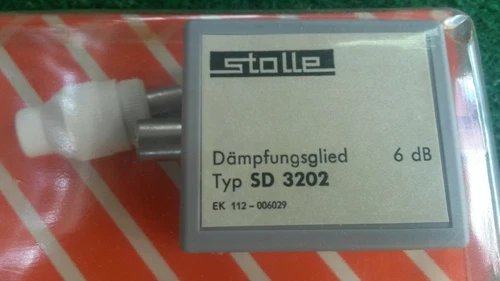 stolle
Dämpfungsglied 6 dB
Typ SD 3202
EK 112-006029